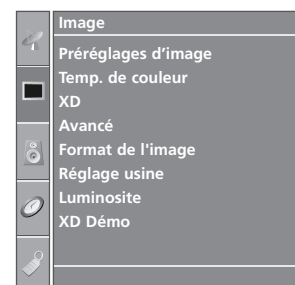 Image
Préréglages d'image
Temp. de couleur
XD
Avancé
Format de l'image
Réglage usine
Luminosite
XD Démo